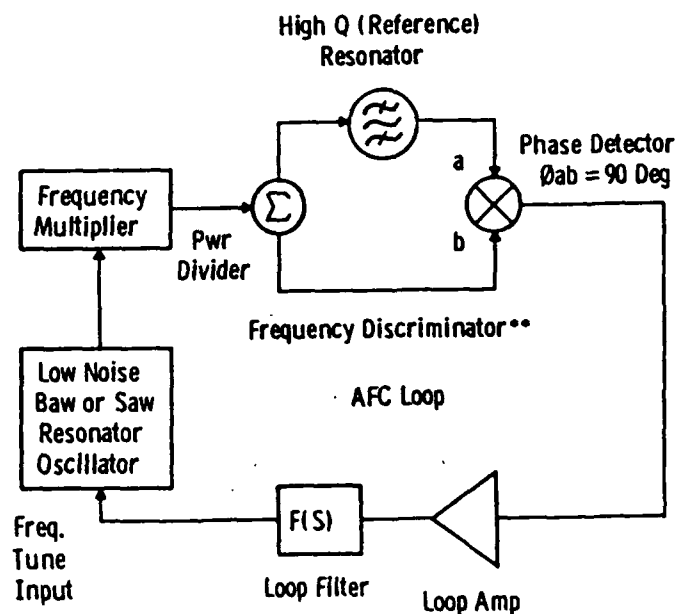 High Q (Reference)
Resonator
Phase Detector
Øab = 90 Deg
a
Frequency
Multiplier
Σ
b
Pwr
Divider
Frequency Discriminator**
Low Noise
Baw or Saw
Resonator
Oscillator
AFC Loop
F(S)
Freq.
Tune
Input
Loop Filter
Loop Amp